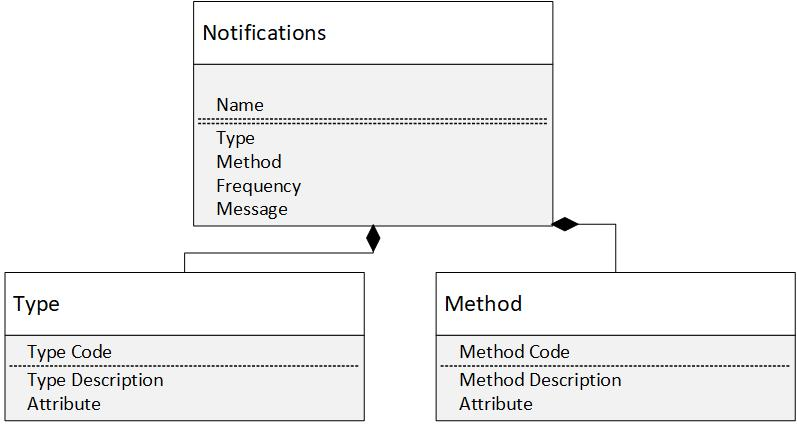 Notifications
Name
Type
Method
Frequency
Message
Type
Type Code
Type Description
Attribute
Method
Method Code
Method Description
Attribute